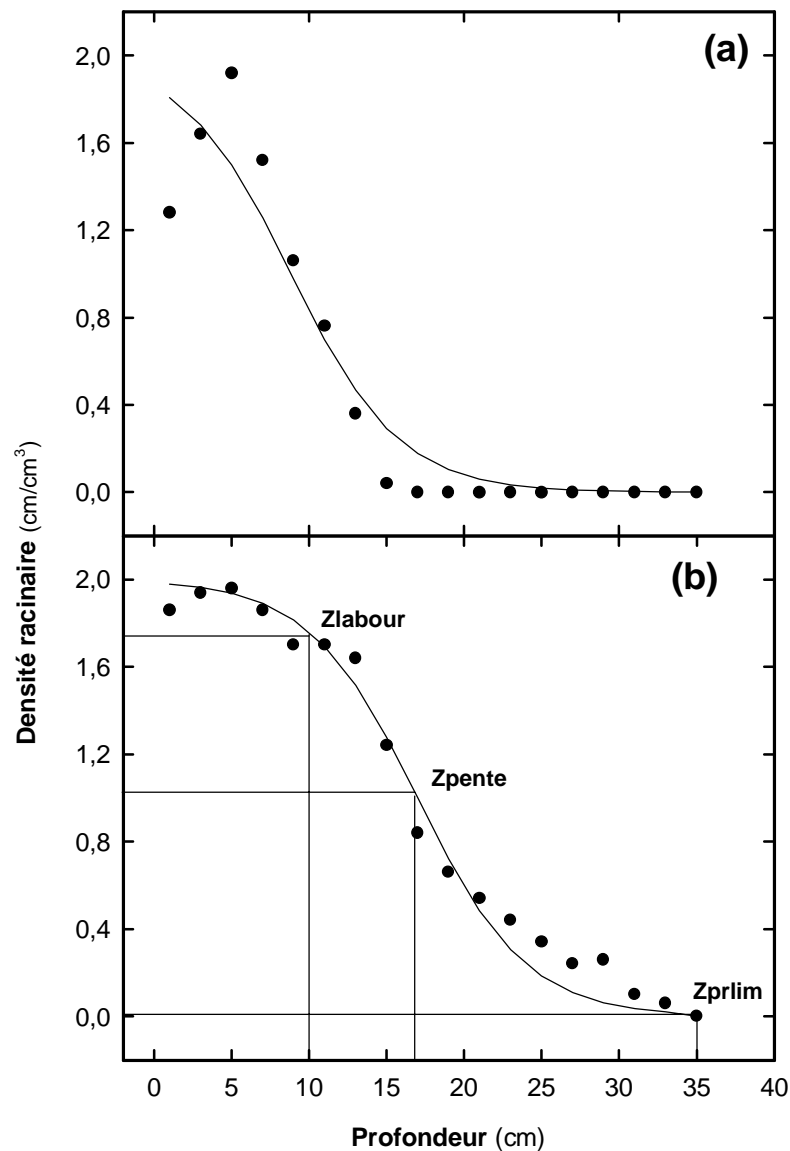 (a)
2,0
1,6
1,2
0,8
0,4
0,0
Densité racinaire (cm/cm³)
(b)
2,0
1,6
1,2
0,8
0,4
0,0
Zlabour
Zpente
Zprlim
0 5 10 15 20 25 30 35 40
Profondeur (cm)